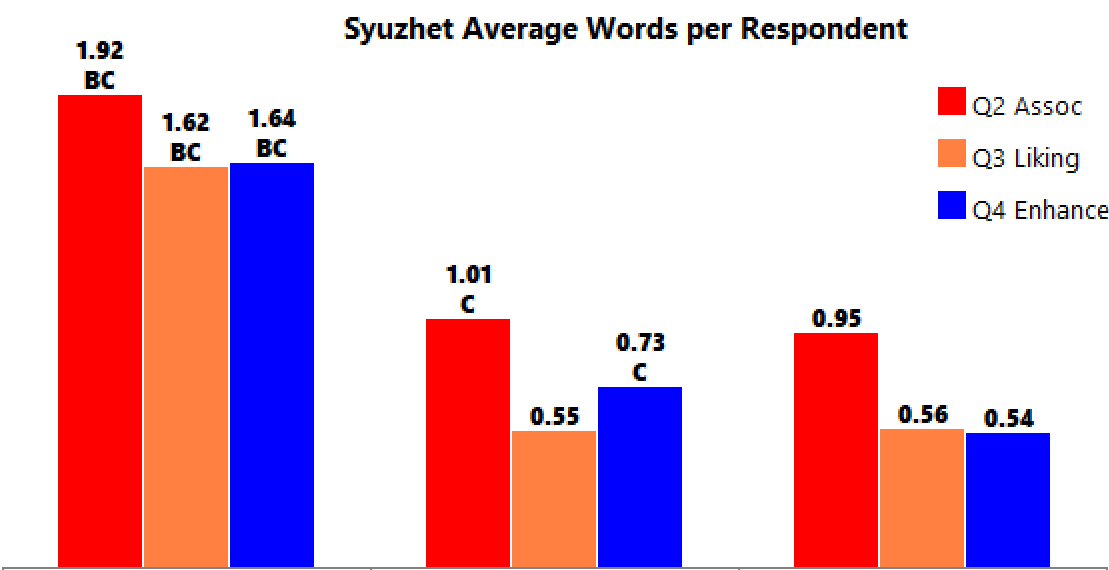 Syuzhet Average Words per Respondent
1.92
BC
1.62
BC
1.64
BC
1.01
C
0.55
0.73
C
0.95
0.56
0.54
Q2 Assoc
Q3 Liking
Q4 Enhance